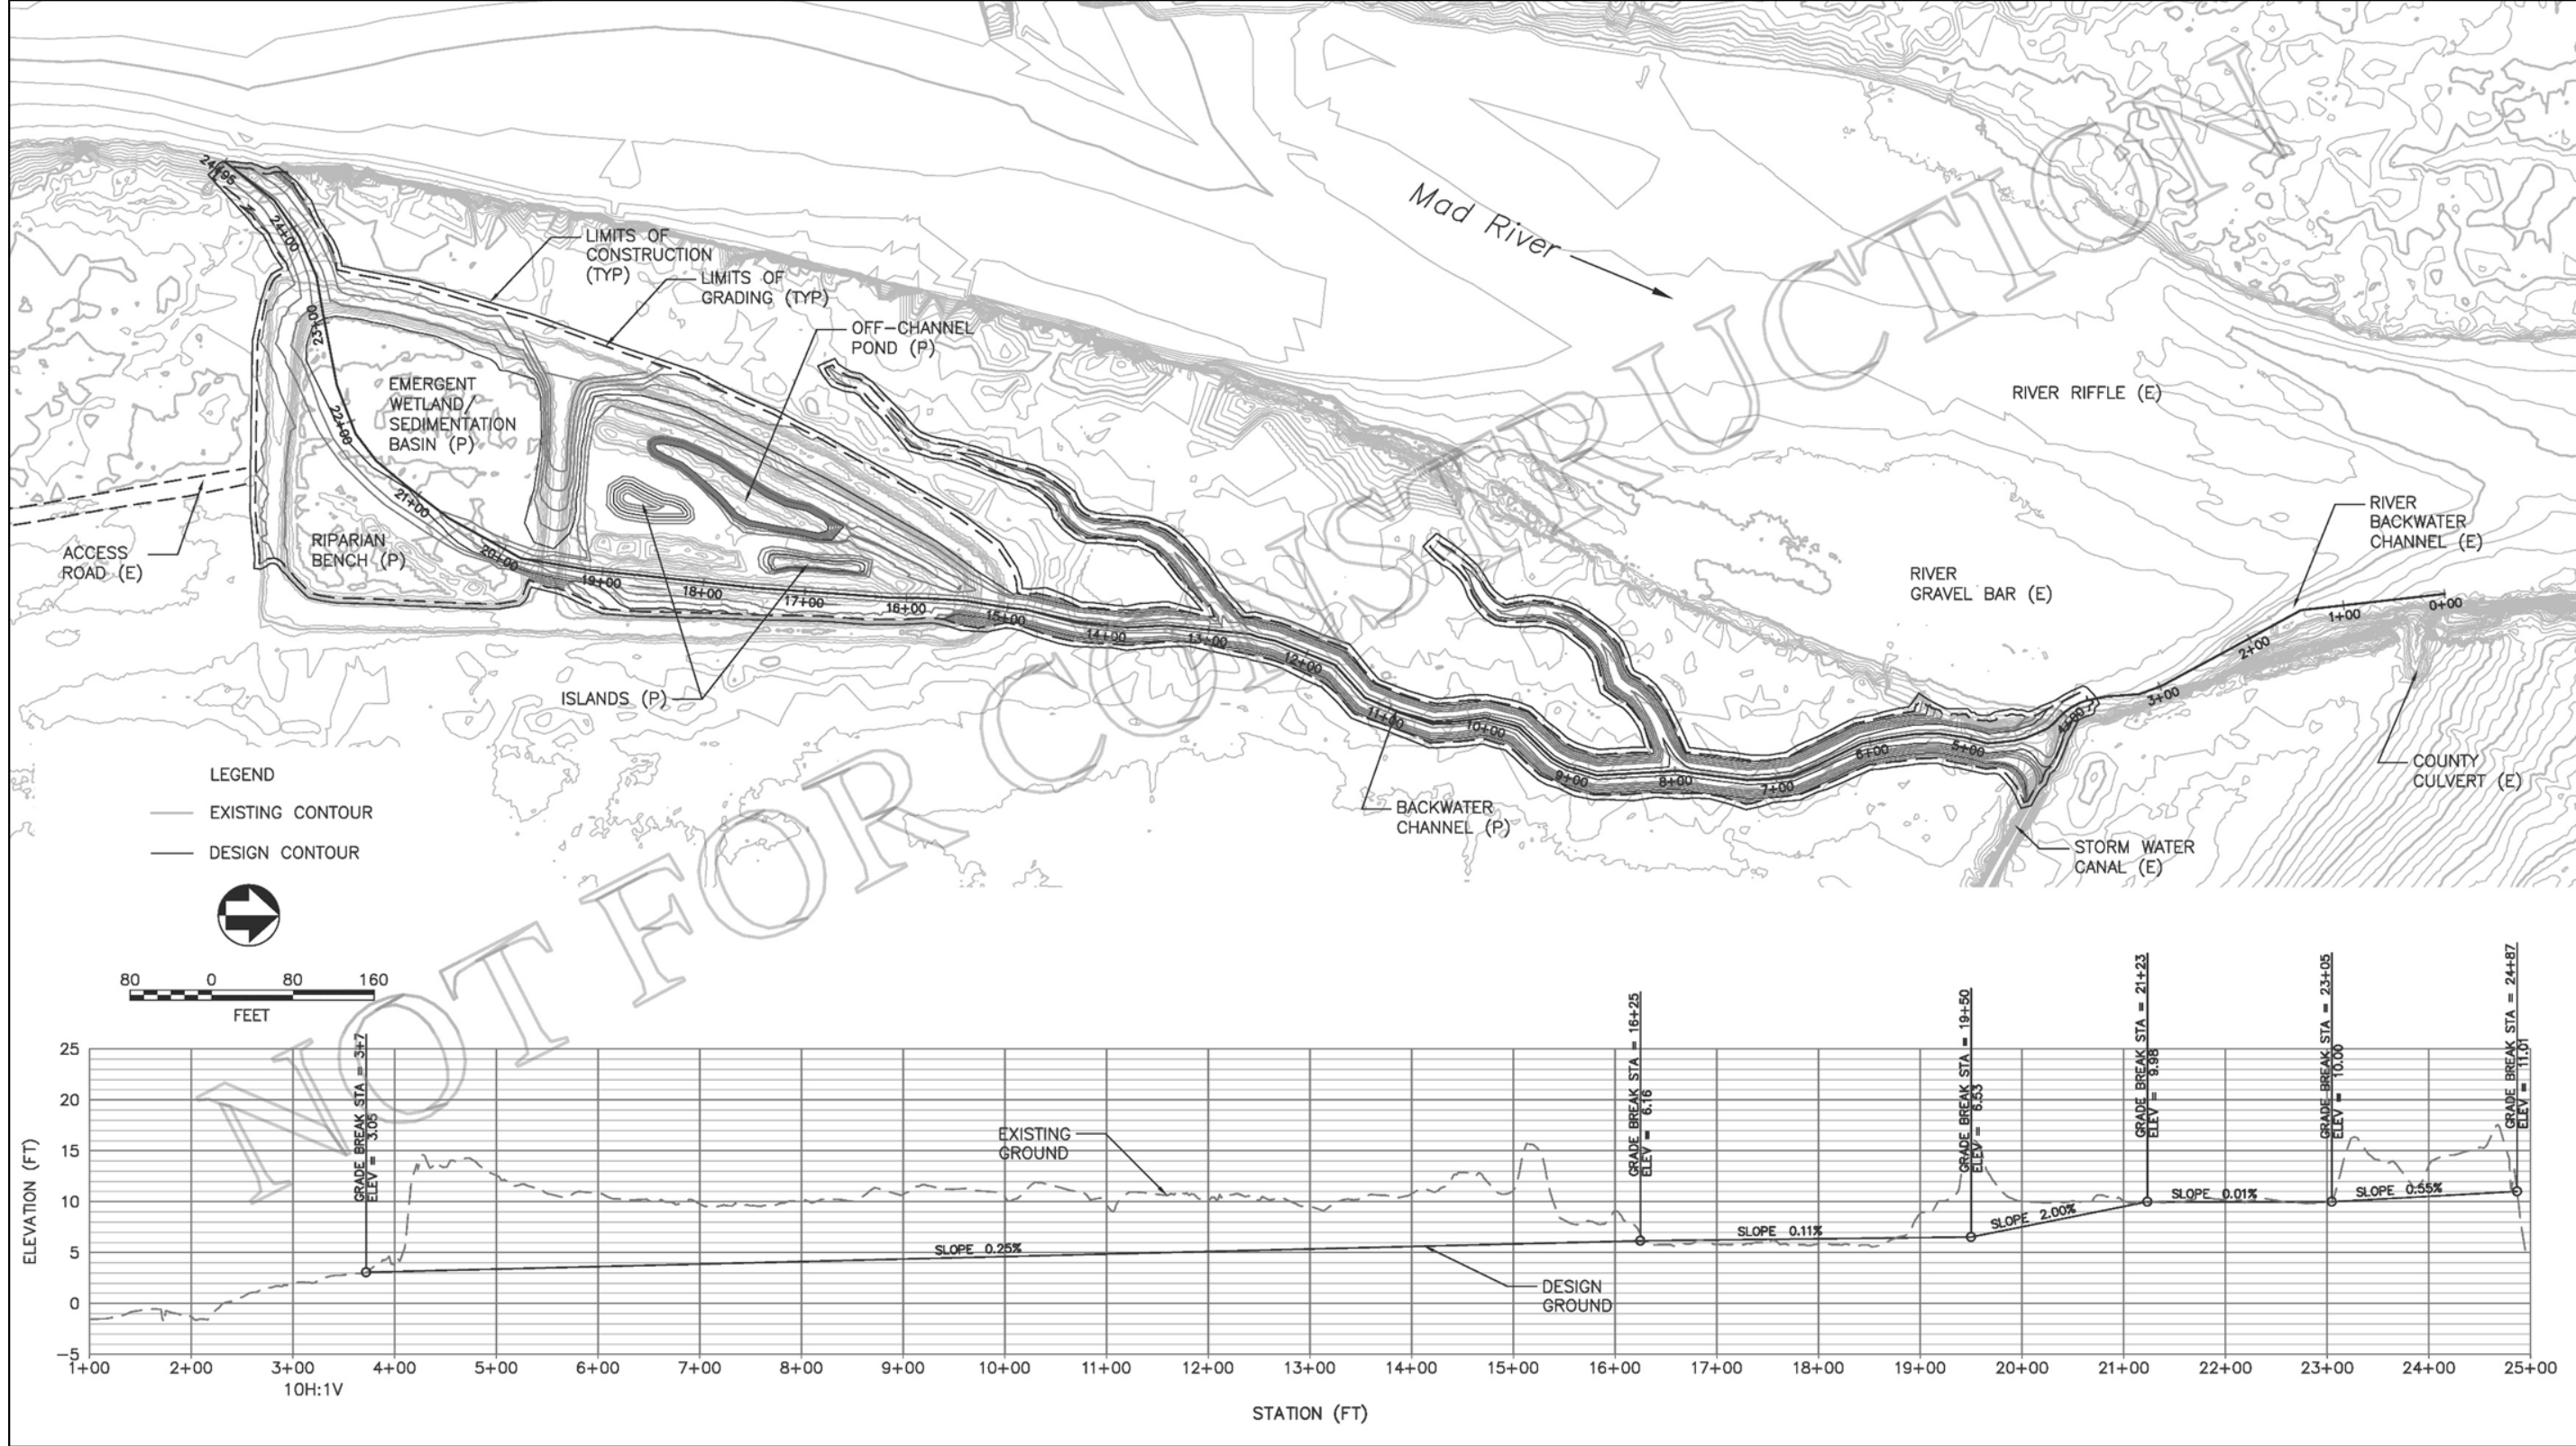 NOT FOR CONSTRUCTION
Mad River
24+95
24+00
23+00
22+00
21+00
20+00
19+00
18+00
17+00
16+00
15+00
14+00
13+00
12+00
11+00
10+00
9+00
8+00
7+00
6+00
5+00
4+00
3+00
2+00
1+00
0+00
LIMITS OF
CONSTRUCTION
(TYP)
LIMITS OF
GRADING (TYP)
OFF-CHANNEL
POND (P)
EMERGENT
WETLAND/
SEDIMENTATION
BASIN (P)
RIPARIAN
BENCH (P)
ACCESS
ROAD (E)
ISLANDS (P)
RIVER RIFFLE (E)
RIVER
BACKWATER
CHANNEL (E)
RIVER
GRAVEL BAR (E)
COUNTY
CULVERT (E)
BACKWATER
CHANNEL (P)
STORM WATER
CANAL (E)
LEGEND
EXISTING CONTOUR
DESIGN CONTOUR
80 0 80 160
FEET
GRADE BREAK STA = 3+7
ELEV = 3.05
GRADE BREAK STA = 16+25
ELEV = 6.16
GRADE BREAK STA = 19+50
ELEV = 6.53
GRADE BREAK STA = 21+23
ELEV = 9.98
GRADE BREAK STA = 23+05
ELEV = 10.00
GRADE BREAK STA = 24+87
ELEV = 11.01
EXISTING
GROUND
SLOPE 0.25%
SLOPE 0.11%
SLOPE 2.00%
SLOPE 0.01%
SLOPE 0.55%
DESIGN
GROUND
ELEVATION (FT)
25
20
15
10
5
0
-5
1+00 2+00 3+00 4+00 5+00 6+00 7+00 8+00 9+00 10+00 11+00 12+00 13+00 14+00 15+00 16+00 17+00 18+00 19+00 20+00 21+00 22+00 23+00 24+00 25+00
10H:1V
STATION (FT)